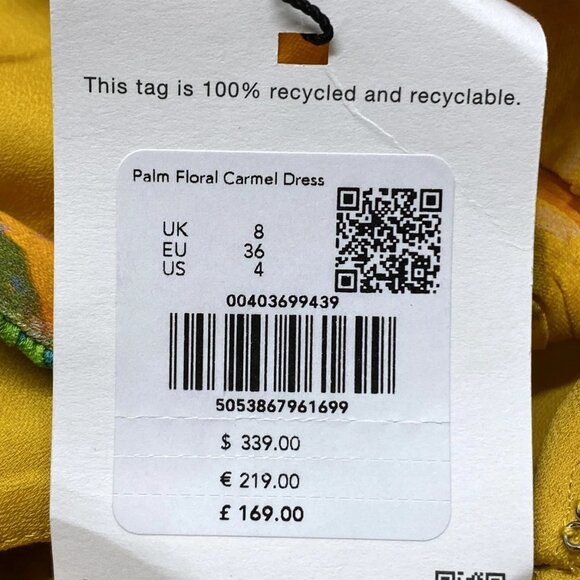 This tag is 100% recycled and recyclable.
Palm Floral Carmel Dress
UK 8
EU 36
US 4
00403699439
5053867961699
$ 339.00
€ 219.00
£ 169.00